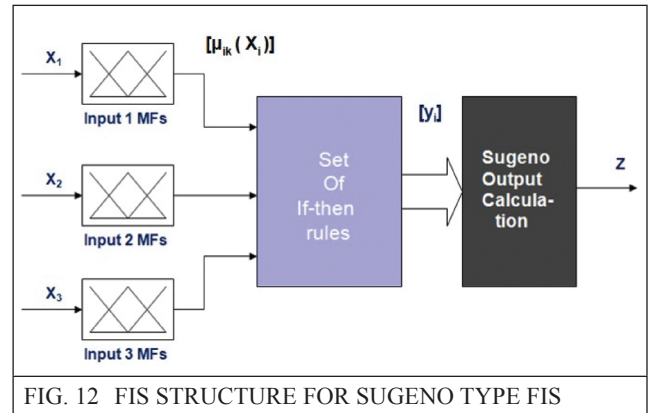 X1
Input 1 MFs
X2
Input 2 MFs
X3
Input 3 MFs
[μik ( Xi )]
Set
Of
If-then
rules
[yi]
Sugeno
Output
Calcula-
tion
Z
FIG. 12 FIS STRUCTURE FOR SUGENO TYPE FIS